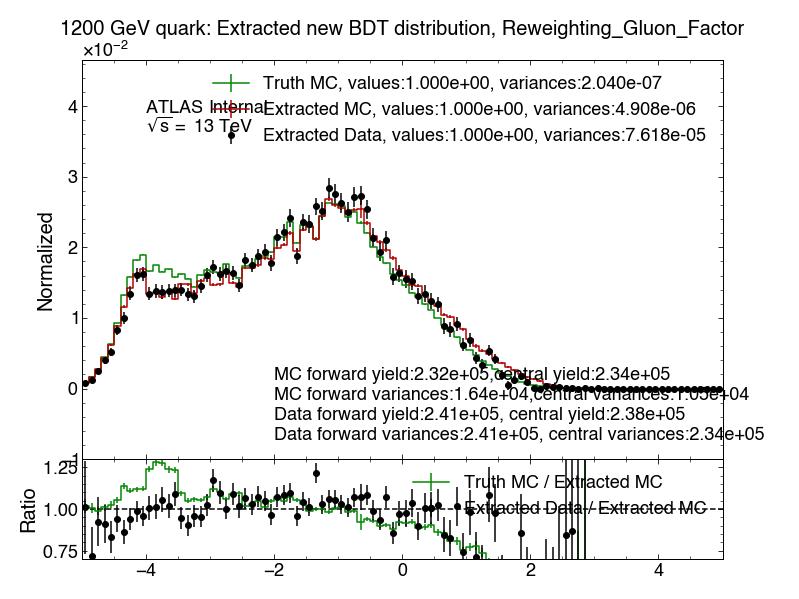 1200 GeV quark: Extracted new BDT distribution, Reweighting_Gluon_Factor
×10−2
Truth MC, values:1.000e+00, variances:2.040e-07
ATLAS Internal
Extracted MC, values:1.000e+00, variances:4.908e-06
√s = 13 TeV
Extracted Data, values:1.000e+00, variances:7.618e-05
4
3
2
1
0
1
Normalized
MC forward yield:2.32e+05,central yield:2.34e+05
MC forward variances:1.64e+04,central variances:1.05e+04
Data forward yield:2.41e+05, central yield:2.38e+05
Data forward variances:2.41e+05, central variances:2.34e+05
1.25
1.00
0.75
Ratio
Truth MC / Extracted MC
Extracted Data / Extracted MC
−4 −2 0 2 4